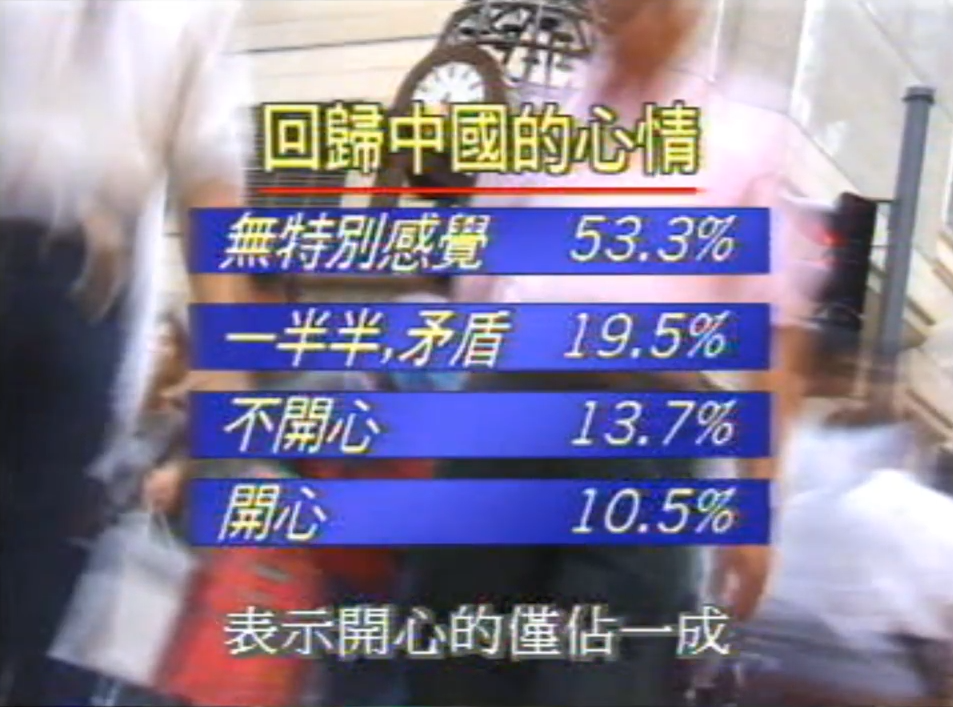 回歸中國的心情
無特別感覺 53.3%
一半半,矛盾 19.5%
不開心 13.7%
開心 10.5%
表示開心的僅佔一成